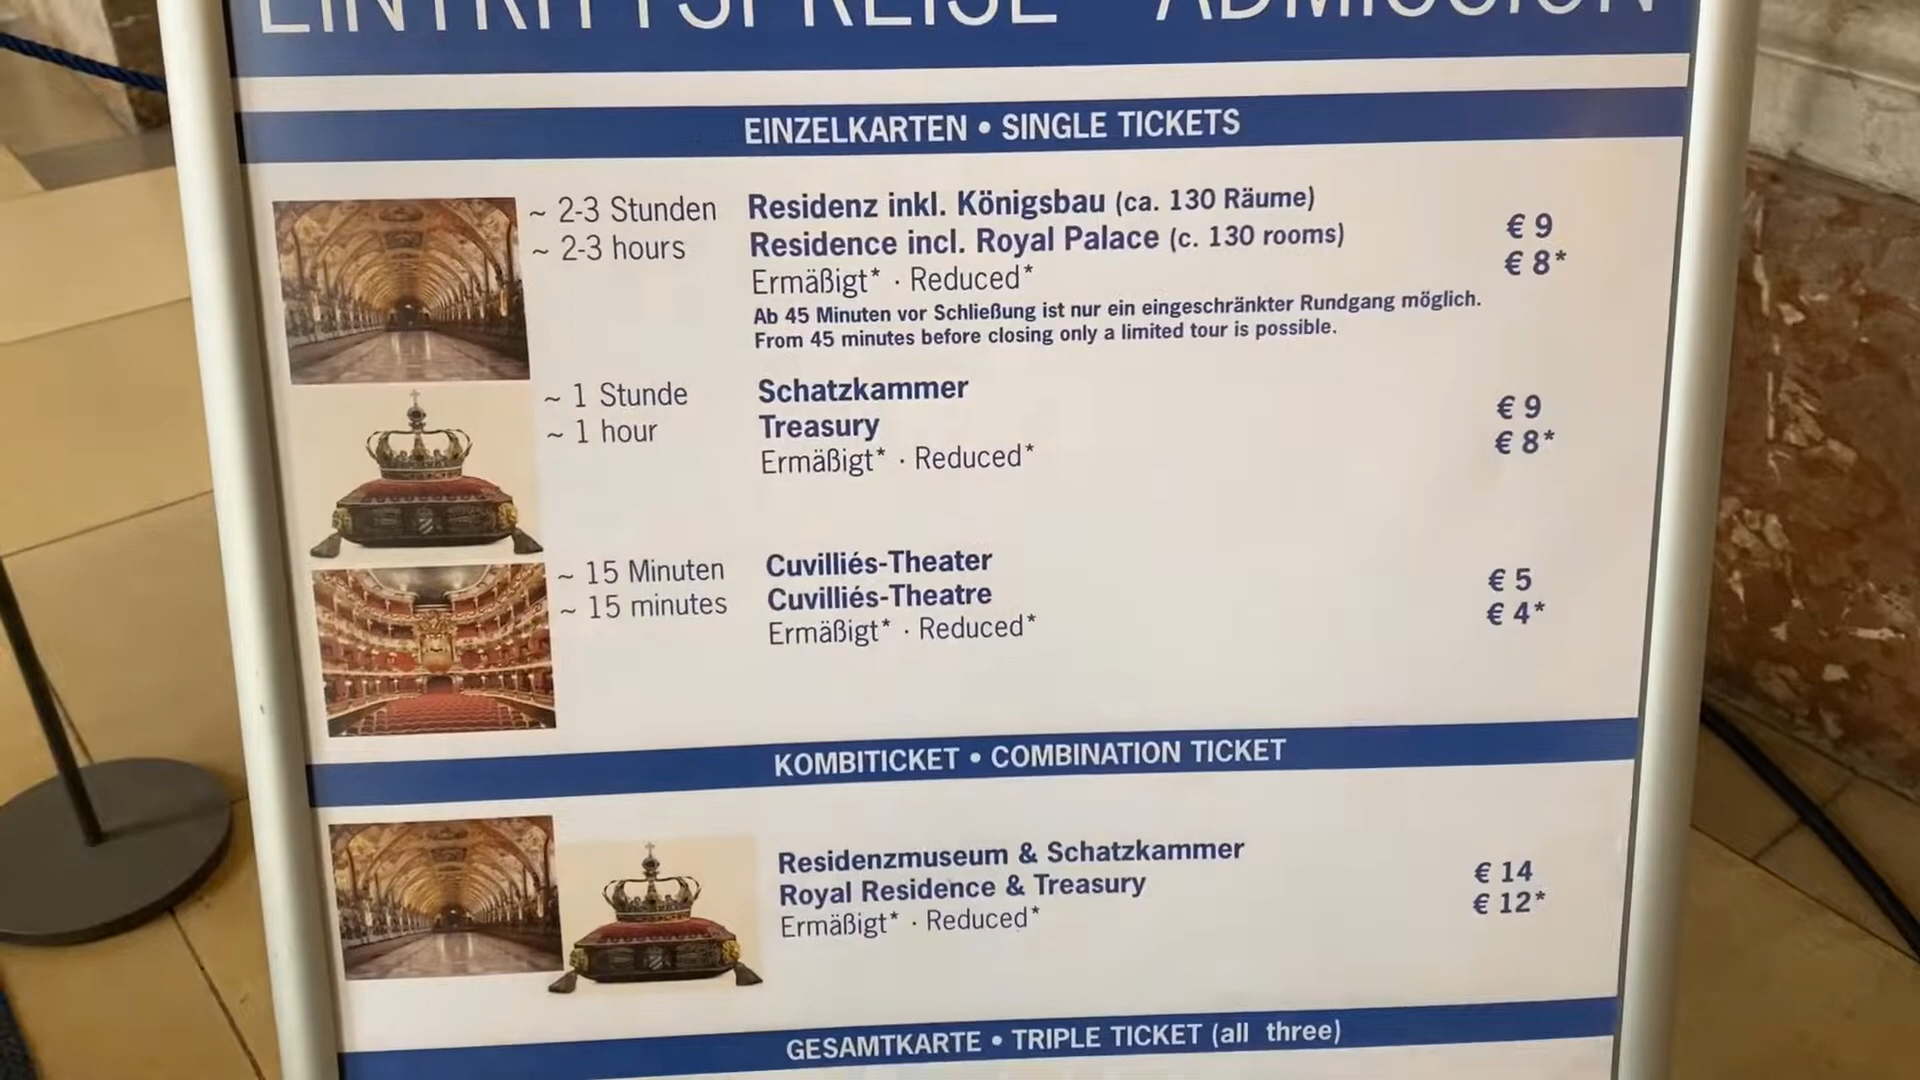 EINTRITTSPREISE ADMISSION
EINZELKARTEN • SINGLE TICKETS
~ 2-3 Stunden
~ 2-3 hours
Residenz inkl. Königsbau (ca. 130 Räume)
Residence incl. Royal Palace (c. 130 rooms)
Ermäßigt* · Reduced*
Ab 45 Minuten vor Schließung ist nur ein eingeschränkter Rundgang möglich.
From 45 minutes before closing only a limited tour is possible.
€ 9
€ 8*
~ 1 Stunde
~ 1 hour
Schatzkammer
Treasury
Ermäßigt* · Reduced*
€ 9
€ 8*
~ 15 Minuten
~ 15 minutes
Cuvilliés-Theater
Cuvilliés-Theatre
Ermäßigt* · Reduced*
€ 5
€ 4*
KOMBITICKET • COMBINATION TICKET
Residenzmuseum & Schatzkammer
Royal Residence & Treasury
Ermäßigt* · Reduced*
€ 14
€ 12*
GESAMTKARTE • TRIPLE TICKET (all three)